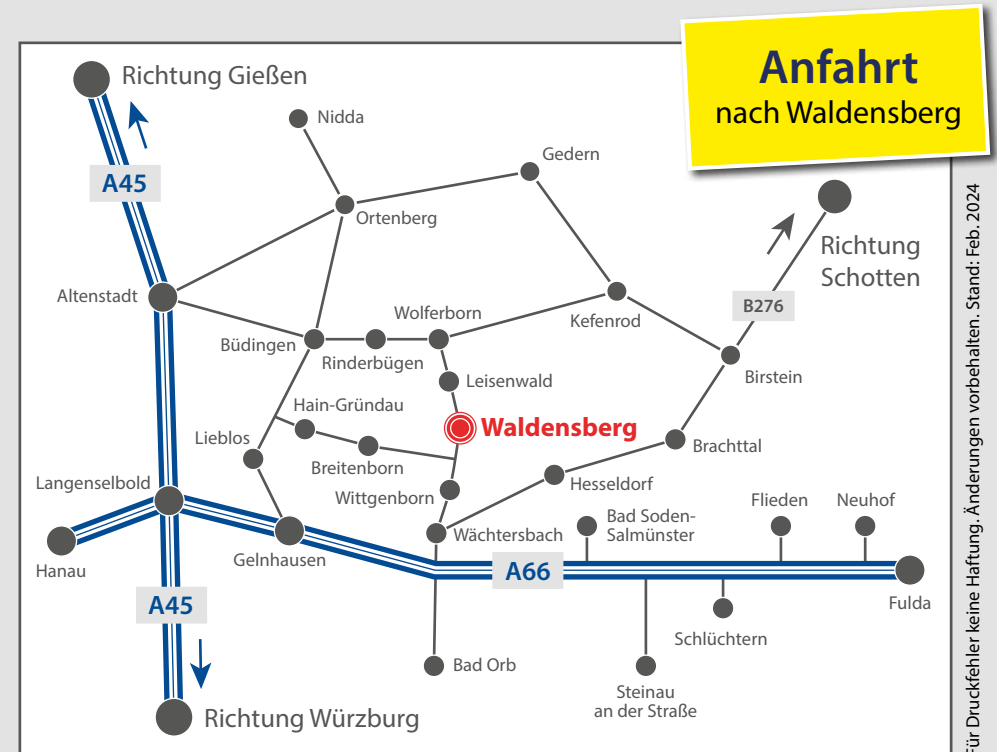 Anfahrt
nach Waldensberg
Richtung Gießen
Nidda
Gedern
A45
Ortenberg
Richtung
Schotten
Altenstadt
B276
Wolferborn
Kefenrod
Büdingen
Rinderbügen
Birstein
Leisenwald
Hain-Gründau
Waldensberg
Lieblos
Brachttal
Breitenborn
Langenselbold
Wittgenborn
Hesseldorf
Flieden
Neuhof
Bad Soden-
Salmünster
Wächtersbach
Gelnhausen
Hanau
A66
Fulda
A45
Schlüchtern
Bad Orb
Steinau
an der Straße
Richtung Würzburg
Für Druckfehler keine Haftung. Änderungen vorbehalten. Stand: Feb. 2024